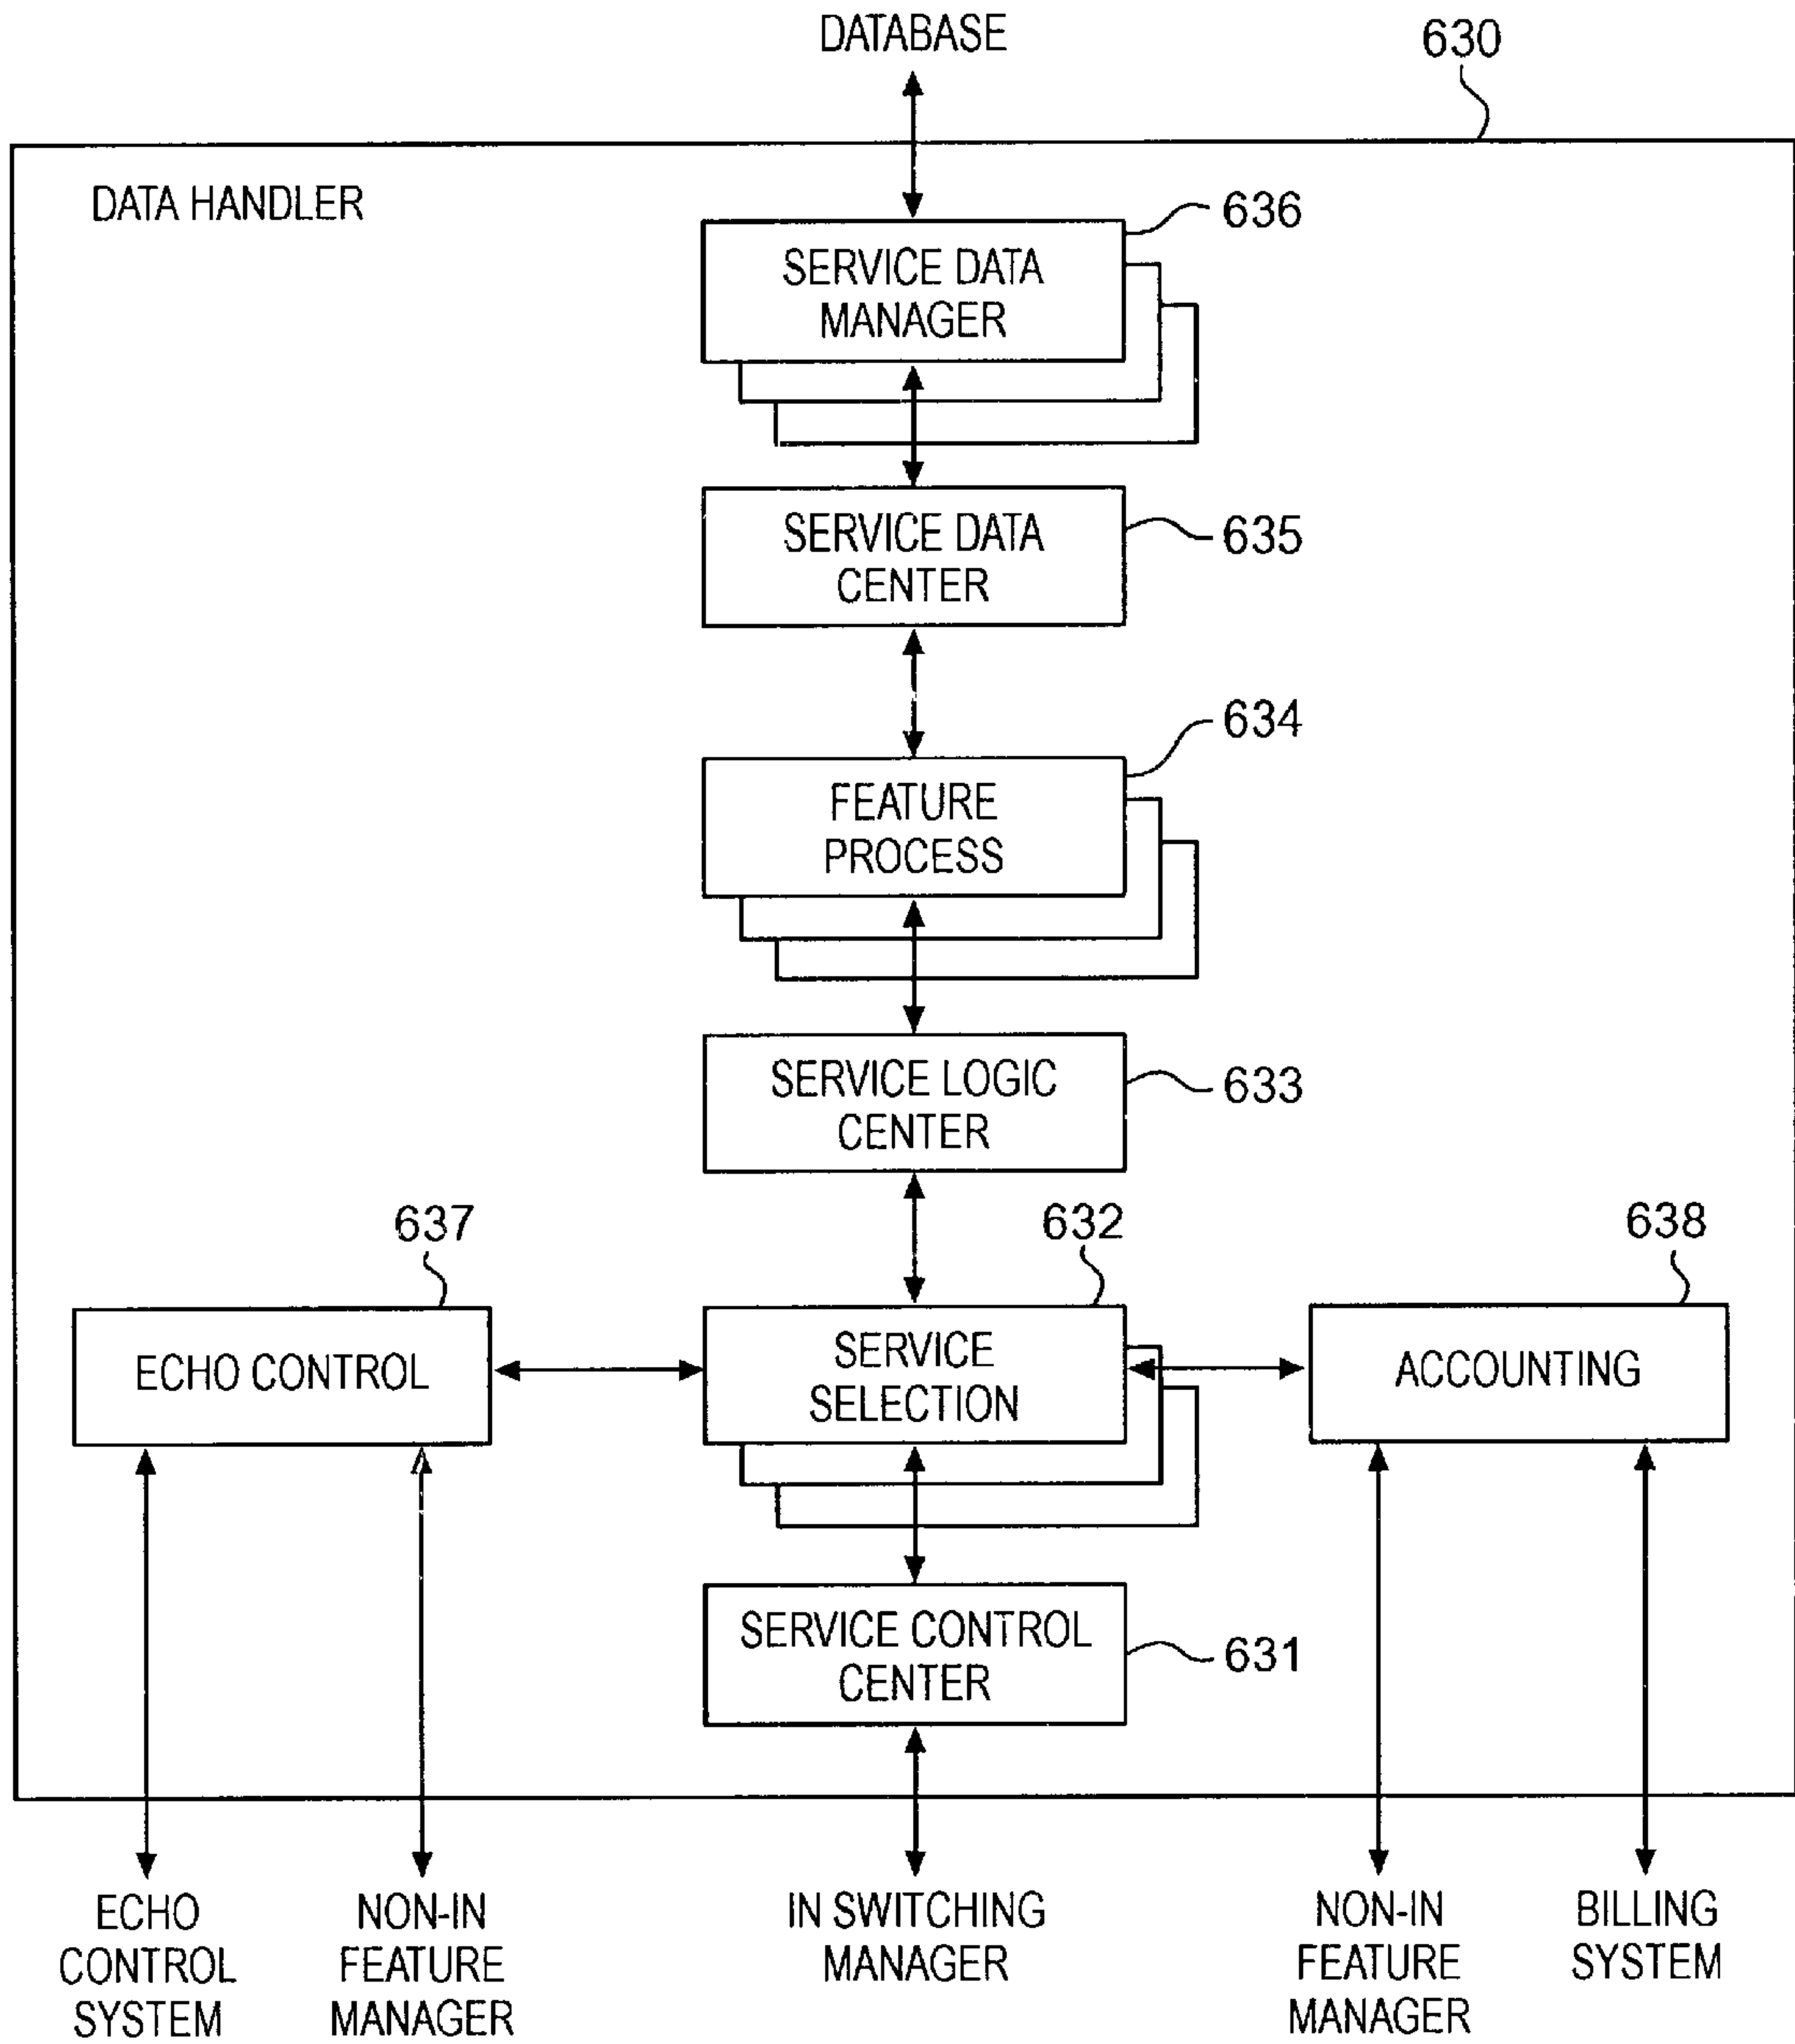 DATABASE
630
DATA HANDLER
636
SERVICE DATA
MANAGER
SERVICE DATA
CENTER
635
634
FEATURE
PROCESS
SERVICE LOGIC
CENTER
633
637
632
638
ECHO CONTROL
SERVICE
SELECTION
ACCOUNTING
SERVICE CONTROL
CENTER
631
ECHO
CONTROL
SYSTEM
NON-IN
FEATURE
MANAGER
IN SWITCHING
MANAGER
NON-IN
FEATURE
MANAGER
BILLING
SYSTEM